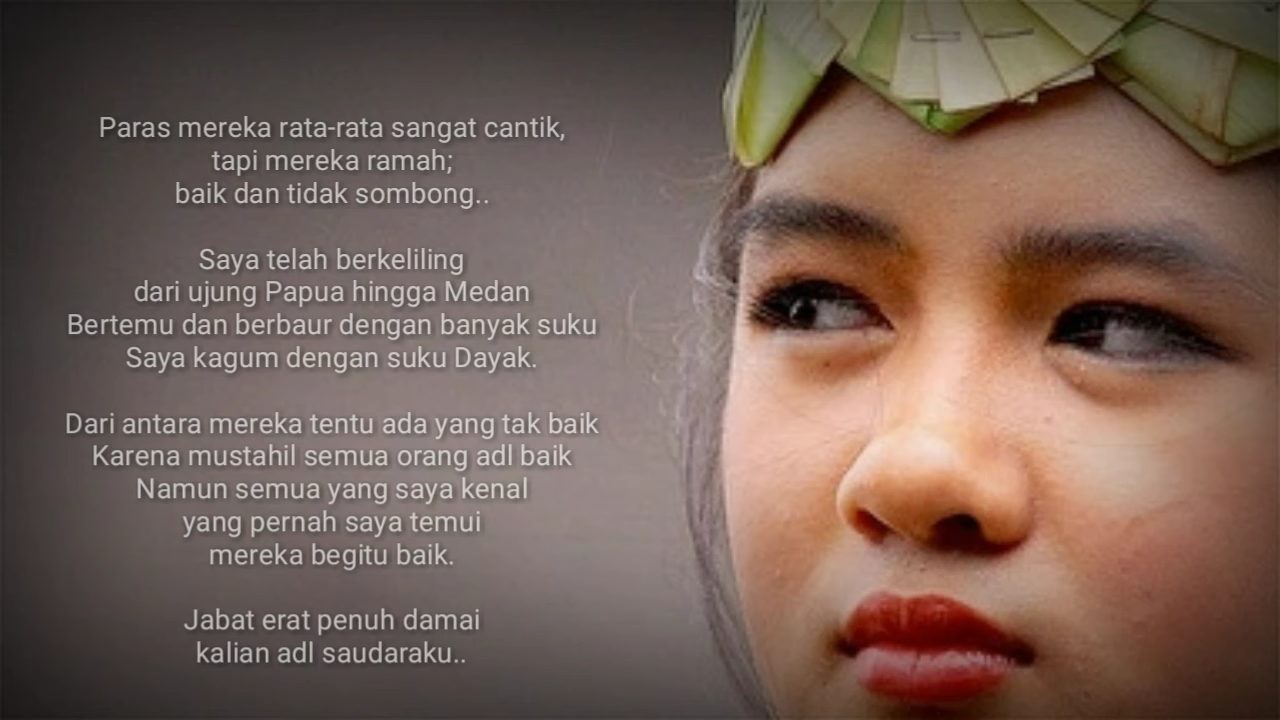 Paras mereka rata-rata sangat cantik,
tapi mereka ramah;
baik dan tidak sombong..
Saya telah berkeliling
dari ujung Papua hingga Medan
Bertemu dan berbaur dengan banyak suku
Saya kagum dengan suku Dayak.
Dari antara mereka tentu ada yang tak baik
Karena mustahil semua orang adl baik
Namun semua yang saya kenal
yang pernah saya temui
mereka begitu baik.
Jabat erat penuh damai
kalian adl saudaraku..